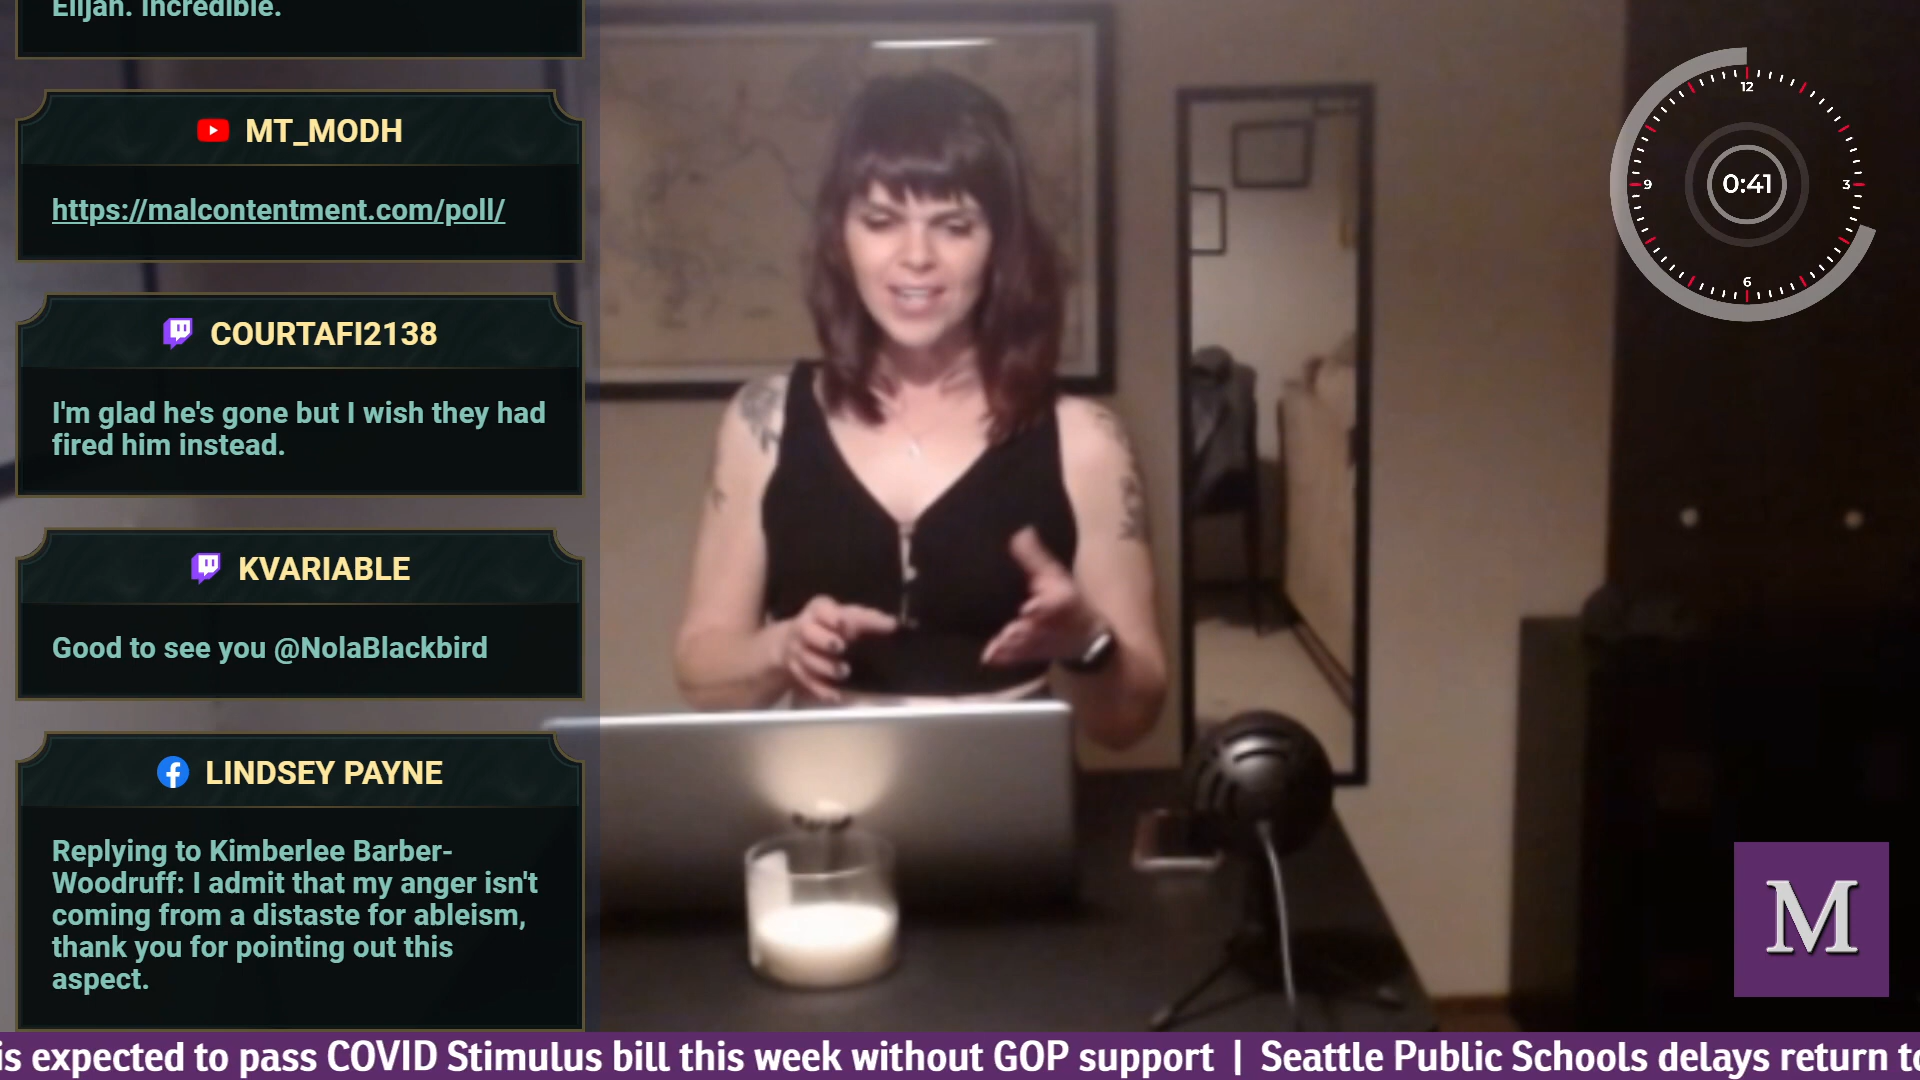 Elijah. Incredible.
MT_MODH
https://malcontentment.com/poll/
COURTAFI2138
I'm glad he's gone but I wish they had
fired him instead.
KVARIABLE
Good to see you @NolaBlackbird
LINDSEY PAYNE
Replying to Kimberlee Barber-
Woodruff: I admit that my anger isn't
coming from a distaste for ableism,
thank you for pointing out this
aspect.
12
9
0:41
3
6
M
is expected to pass COVID Stimulus bill this week without GOP support | Seattle Public Schools delays return to